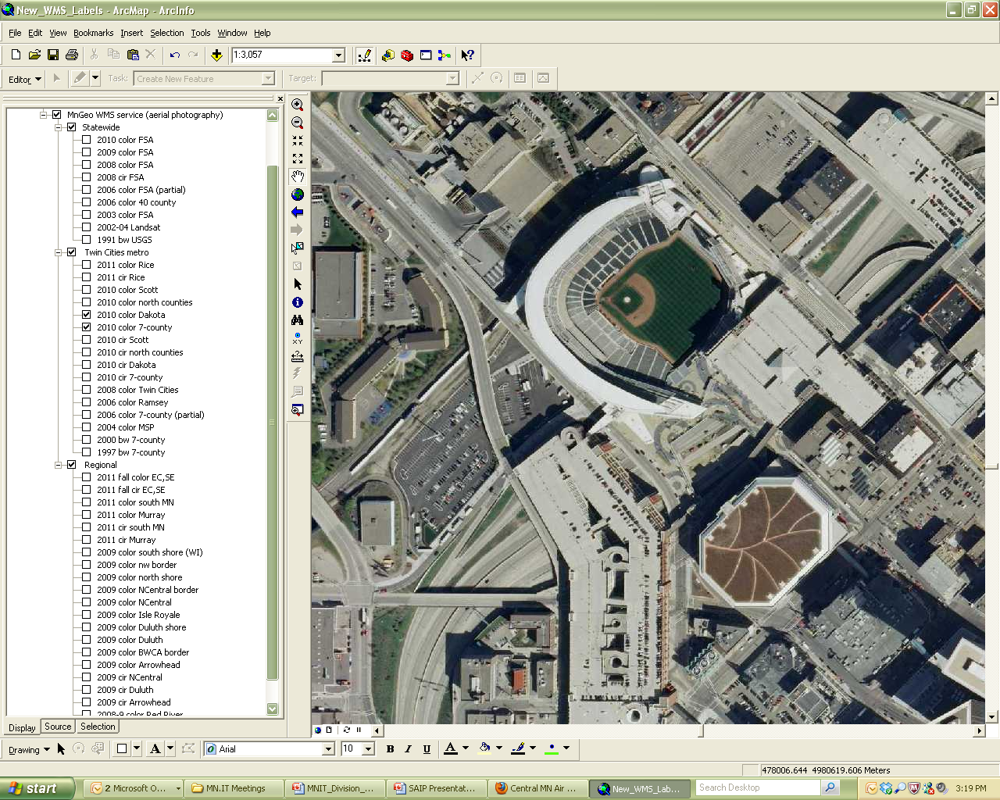 New_WMS_Labels - ArcMap - ArcInfo
File Edit View Bookmarks Insert Selection Tools Window Help
1:3,057
Editor Task: Create New Feature Target:
MnGeo WMS service (aerial photography)
Statewide
2010 color FSA
2009 color FSA
2008 color FSA
2008 cir FSA
2006 color FSA (partial)
2006 color 40 county
2003 color FSA
2002-04 Landsat
1991 bw USGS
Twin Cities metro
2011 color Rice
2011 cir Rice
2010 color Scott
2010 color north counties
2010 color Dakota
2010 color 7-county
2010 cir Scott
2010 cir north counties
2010 cir Dakota
2010 cir 7-county
2008 color Twin Cities
2006 color Ramsey
2006 color 7-county (partial)
2004 color MSP
2000 bw 7-county
1997 bw 7-county
Regional
2011 fall color EC,SE
2011 fall cir EC,SE
2011 color south MN
2011 color Murray
2011 cir south MN
2011 cir Murray
2009 color south shore (WI)
2009 color nw border
2009 color north shore
2009 color NCentral border
2009 color NCentral
2009 color Isle Royale
2009 color Duluth shore
2009 color Duluth
2009 color BWCA border
2009 color Arrowhead
2009 cir NCentral
2009 cir Duluth
2009 cir Arrowhead
2008-9 color Red River
XY
Display Source Selection
Drawing A Arial 10 B I U A
478006.644 4980619.606 Meters
start 2 Microsoft O... MN.IT Meetings MNIT_Division_... SAIP Presentat... Central MN Air ... New_WMS_Lab... Search Desktop 3:19 PM